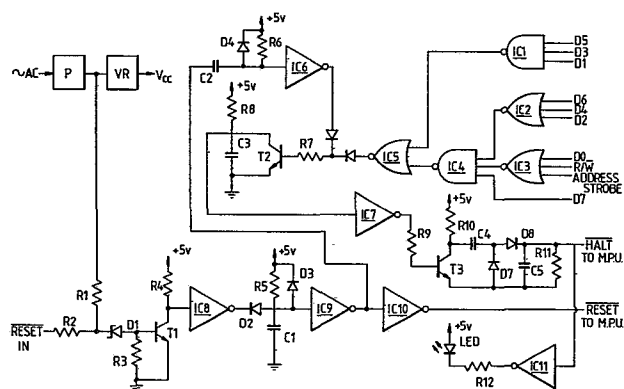 +5v
D4
R6
C2
IC6
+5v
R8
C3
T2
R7
IC5
IC1
D5
D3
D1
IC2
D6
D4
D2
IC4
IC3
D0
R/W
ADDRESS
STROBE
D7
∿AC
P
VR
Vcc
IC7
R9
+5v
R10
T3
C4
D7
D8
C5
R11
HALT
TO M.P.U.
R1
RESET
IN
R2
D1
R3
+5v
R4
T1
IC8
D2
+5v
R5
D3
C1
IC9
IC10
RESET
TO M.P.U.
+5v
LED
R12
IC11